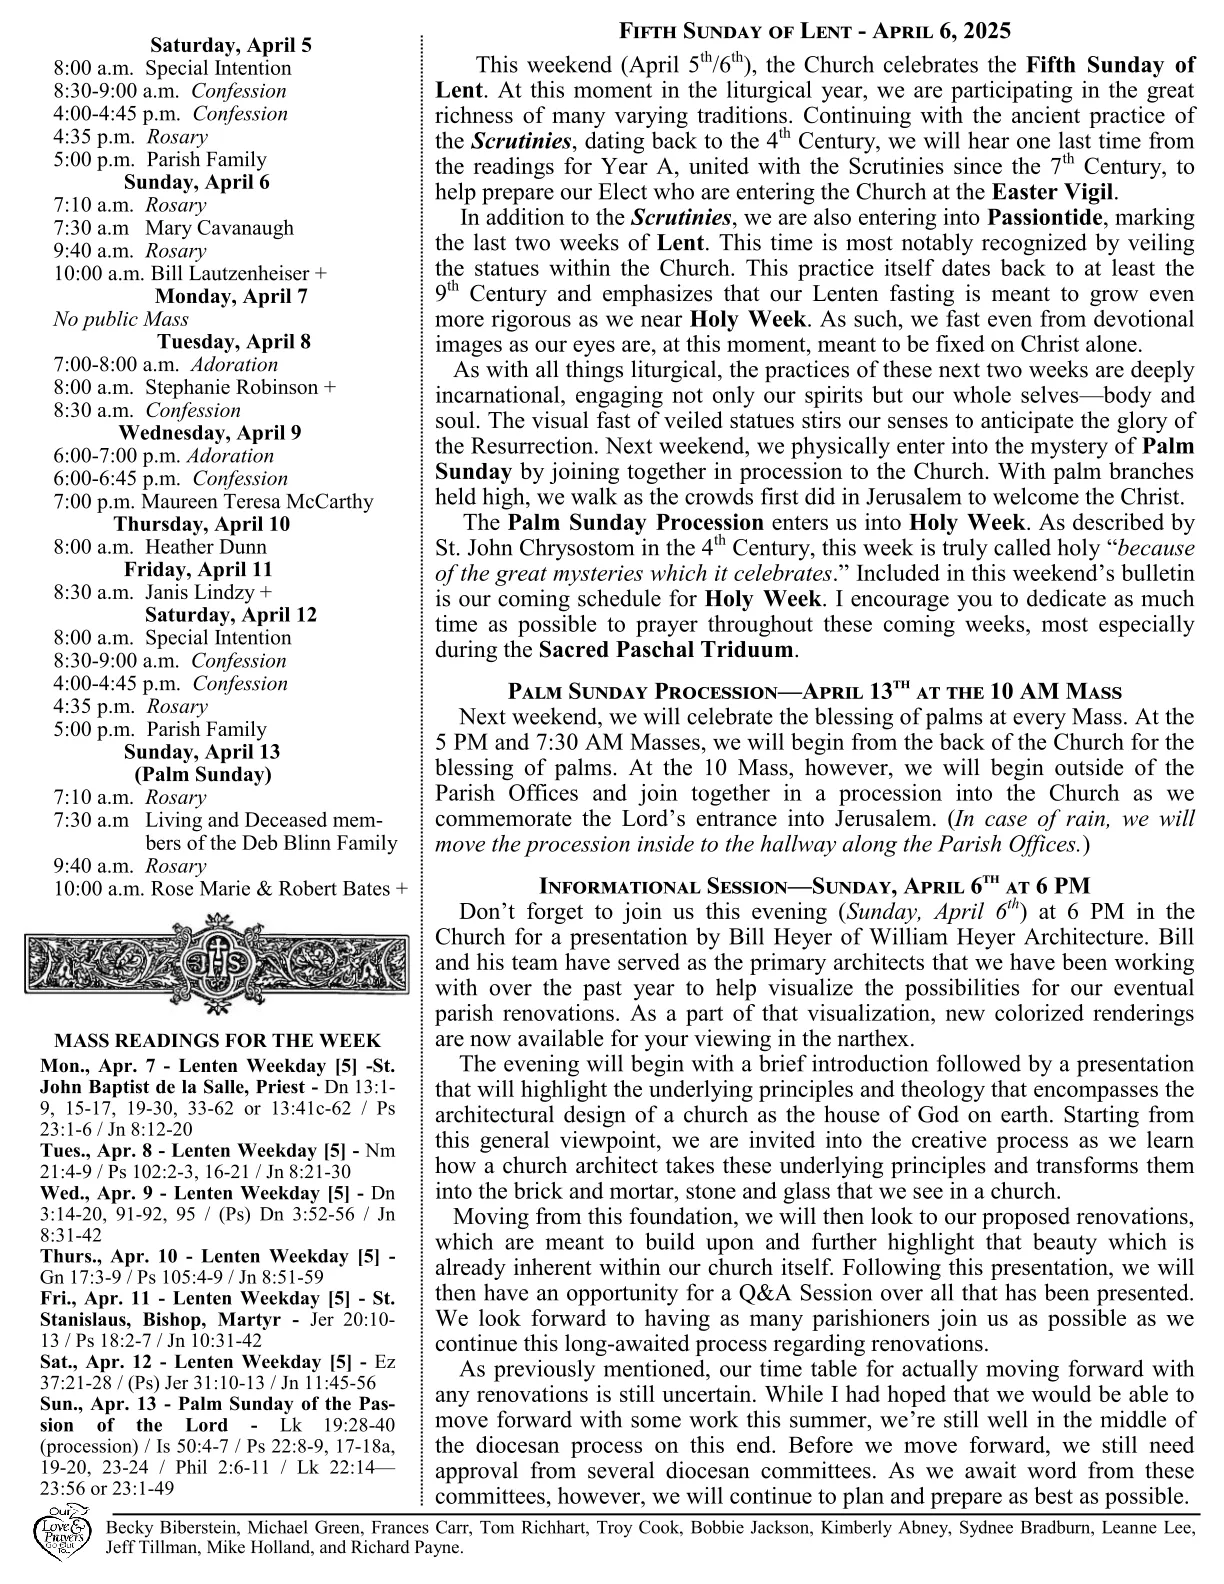 Saturday, April 5
8:00 a.m. Special Intention
8:30-9:00 a.m. Confession
4:00-4:45 p.m. Confession
4:35 p.m. Rosary
5:00 p.m. Parish Family
Sunday, April 6
7:10 a.m. Rosary
7:30 a.m Mary Cavanaugh
9:40 a.m. Rosary
10:00 a.m. Bill Lautzenheiser +
Monday, April 7
No public Mass
Tuesday, April 8
7:00-8:00 a.m. Adoration
8:00 a.m. Stephanie Robinson +
8:30 a.m. Confession
Wednesday, April 9
6:00-7:00 p.m. Adoration
6:00-6:45 p.m. Confession
7:00 p.m. Maureen Teresa McCarthy
Thursday, April 10
8:00 a.m. Heather Dunn
Friday, April 11
8:30 a.m. Janis Lindzy +
Saturday, April 12
8:00 a.m. Special Intention
8:30-9:00 a.m. Confession
4:00-4:45 p.m. Confession
4:35 p.m. Rosary
5:00 p.m. Parish Family
Sunday, April 13
(Palm Sunday)
7:10 a.m. Rosary
7:30 a.m Living and Deceased mem-
bers of the Deb Blinn Family
9:40 a.m. Rosary
10:00 a.m. Rose Marie & Robert Bates +
IHS
MASS READINGS FOR THE WEEK
Mon., Apr. 7 - Lenten Weekday [5] -St.
John Baptist de la Salle, Priest - Dn 13:1-
9, 15-17, 19-30, 33-62 or 13:41c-62 / Ps
23:1-6 / Jn 8:12-20
Tues., Apr. 8 - Lenten Weekday [5] - Nm
21:4-9 / Ps 102:2-3, 16-21 / Jn 8:21-30
Wed., Apr. 9 - Lenten Weekday [5] - Dn
3:14-20, 91-92, 95 / (Ps) Dn 3:52-56 / Jn
8:31-42
Thurs., Apr. 10 - Lenten Weekday [5] -
Gn 17:3-9 / Ps 105:4-9 / Jn 8:51-59
Fri., Apr. 11 - Lenten Weekday [5] - St.
Stanislaus, Bishop, Martyr - Jer 20:10-
13 / Ps 18:2-7 / Jn 10:31-42
Sat., Apr. 12 - Lenten Weekday [5] - Ez
37:21-28 / (Ps) Jer 31:10-13 / Jn 11:45-56
Sun., Apr. 13 - Palm Sunday of the Pas-
sion of the Lord - Lk 19:28-40
(procession) / Is 50:4-7 / Ps 22:8-9, 17-18a,
19-20, 23-24 / Phil 2:6-11 / Lk 22:14—
23:56 or 23:1-49
Fifth Sunday of Lent - April 6, 2025
This weekend (April 5th/6th), the Church celebrates the Fifth Sunday of
Lent. At this moment in the liturgical year, we are participating in the great
richness of many varying traditions. Continuing with the ancient practice of
the Scrutinies, dating back to the 4th Century, we will hear one last time from
the readings for Year A, united with the Scrutinies since the 7th Century, to
help prepare our Elect who are entering the Church at the Easter Vigil.
In addition to the Scrutinies, we are also entering into Passiontide, marking
the last two weeks of Lent. This time is most notably recognized by veiling
the statues within the Church. This practice itself dates back to at least the
9th Century and emphasizes that our Lenten fasting is meant to grow even
more rigorous as we near Holy Week. As such, we fast even from devotional
images as our eyes are, at this moment, meant to be fixed on Christ alone.
As with all things liturgical, the practices of these next two weeks are deeply
incarnational, engaging not only our spirits but our whole selves—body and
soul. The visual fast of veiled statues stirs our senses to anticipate the glory of
the Resurrection. Next weekend, we physically enter into the mystery of Palm
Sunday by joining together in procession to the Church. With palm branches
held high, we walk as the crowds first did in Jerusalem to welcome the Christ.
The Palm Sunday Procession enters us into Holy Week. As described by
St. John Chrysostom in the 4th Century, this week is truly called holy “because
of the great mysteries which it celebrates.” Included in this weekend’s bulletin
is our coming schedule for Holy Week. I encourage you to dedicate as much
time as possible to prayer throughout these coming weeks, most especially
during the Sacred Paschal Triduum.
Palm Sunday Procession—April 13th at the 10 AM Mass
Next weekend, we will celebrate the blessing of palms at every Mass. At the
5 PM and 7:30 AM Masses, we will begin from the back of the Church for the
blessing of palms. At the 10 Mass, however, we will begin outside of the
Parish Offices and join together in a procession into the Church as we
commemorate the Lord’s entrance into Jerusalem. (In case of rain, we will
move the procession inside to the hallway along the Parish Offices.)
Informational Session—Sunday, April 6th at 6 PM
Don’t forget to join us this evening (Sunday, April 6th) at 6 PM in the
Church for a presentation by Bill Heyer of William Heyer Architecture. Bill
and his team have served as the primary architects that we have been working
with over the past year to help visualize the possibilities for our eventual
parish renovations. As a part of that visualization, new colorized renderings
are now available for your viewing in the narthex.
The evening will begin with a brief introduction followed by a presentation
that will highlight the underlying principles and theology that encompasses the
architectural design of a church as the house of God on earth. Starting from
this general viewpoint, we are invited into the creative process as we learn
how a church architect takes these underlying principles and transforms them
into the brick and mortar, stone and glass that we see in a church.
Moving from this foundation, we will then look to our proposed renovations,
which are meant to build upon and further highlight that beauty which is
already inherent within our church itself. Following this presentation, we will
then have an opportunity for a Q&A Session over all that has been presented.
We look forward to having as many parishioners join us as possible as we
continue this long-awaited process regarding renovations.
As previously mentioned, our time table for actually moving forward with
any renovations is still uncertain. While I had hoped that we would be able to
move forward with some work this summer, we’re still well in the middle of
the diocesan process on this end. Before we move forward, we still need
approval from several diocesan committees. As we await word from these
committees, however, we will continue to plan and prepare as best as possible.
Our
Love &
Prayers
Go Out
To...
Becky Biberstein, Michael Green, Frances Carr, Tom Richhart, Troy Cook, Bobbie Jackson, Kimberly Abney, Sydnee Bradburn, Leanne Lee,
Jeff Tillman, Mike Holland, and Richard Payne.